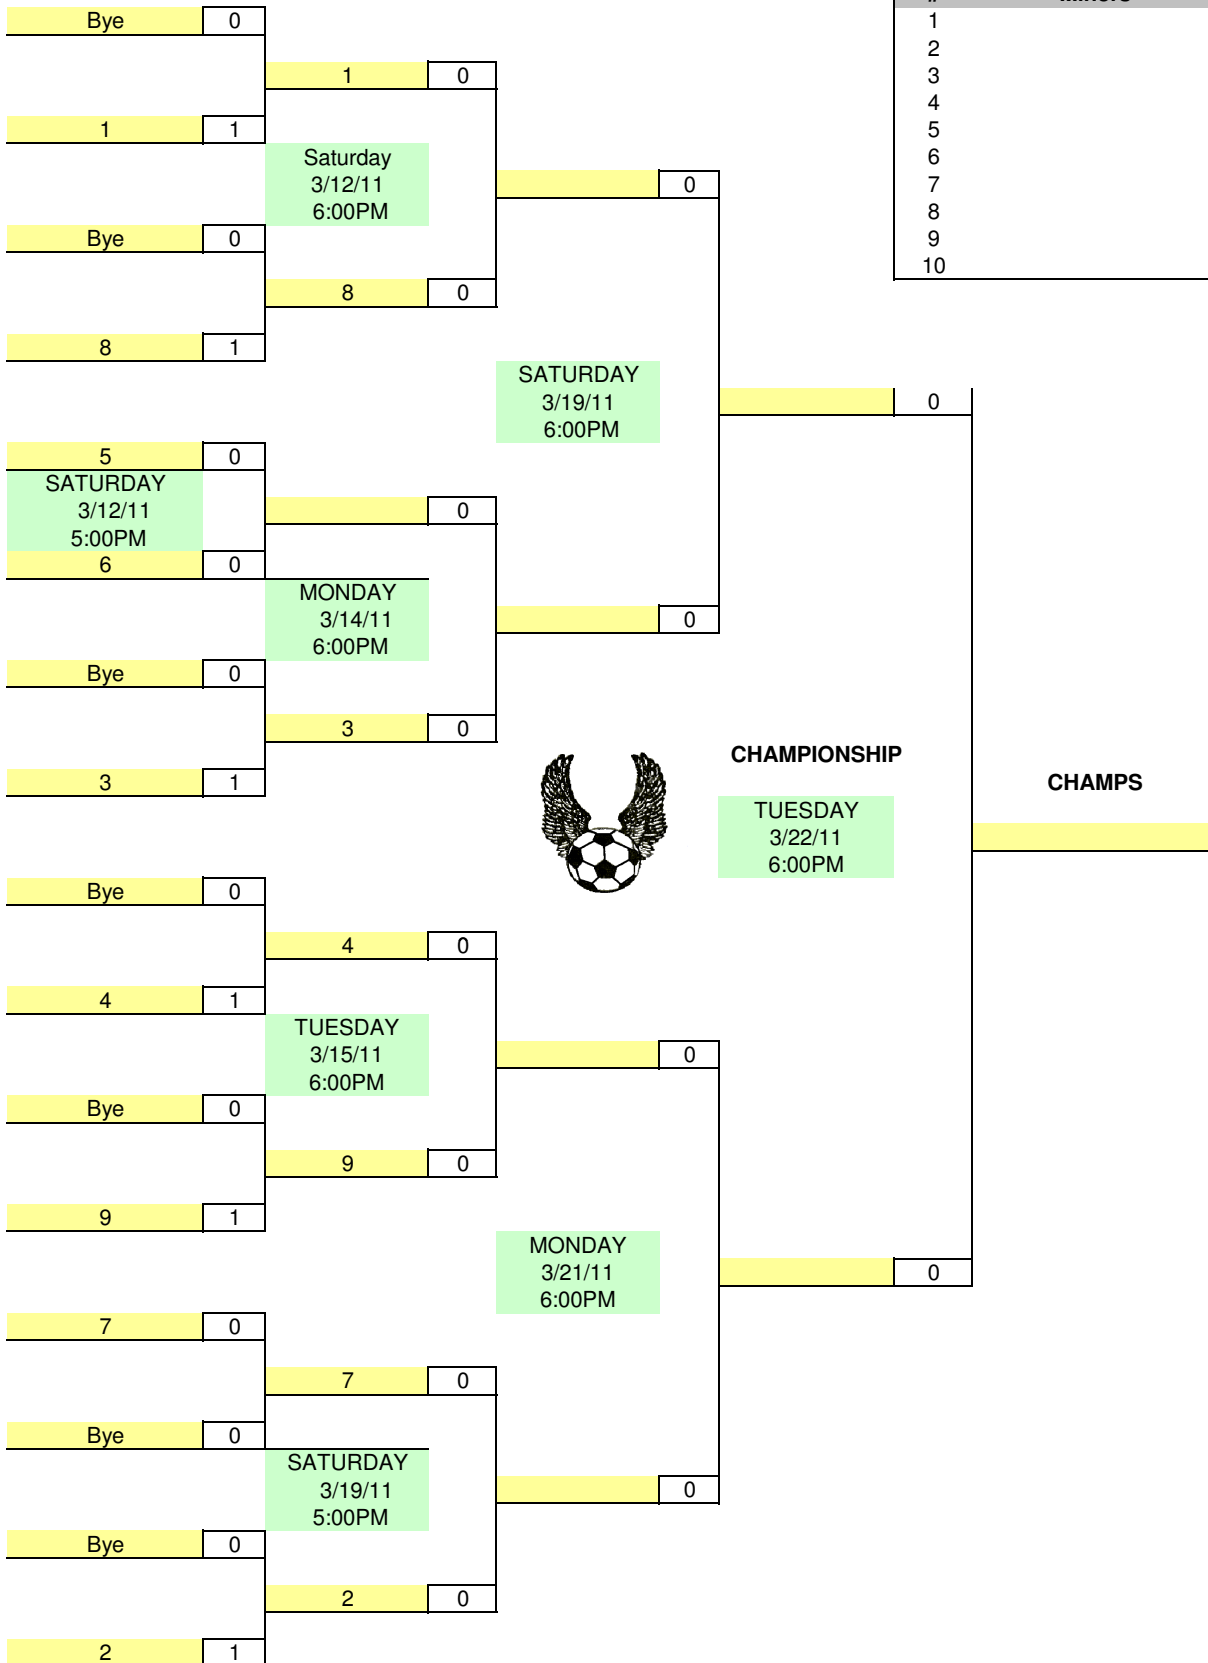 # Minors
Bye 0
1
2
1 0
3
4
1 1
5
Saturday
6
3/12/11
0
7
6:00PM
8
Bye 0
9
10
8 0
8 1
SATURDAY
3/19/11
0
6:00PM
5 0
SATURDAY
3/12/11
0
5:00PM
6 0
MONDAY
3/14/11
0
6:00PM
Bye 0
3 0
CHAMPIONSHIP
3 1
CHAMPS
TUESDAY
3/22/11
6:00PM
Bye 0
4 0
4 1
TUESDAY
3/15/11
0
6:00PM
Bye 0
9 0
9 1
MONDAY
3/21/11
0
6:00PM
7 0
7 0
Bye 0
SATURDAY
3/19/11
0
5:00PM
Bye 0
2 0
2 1